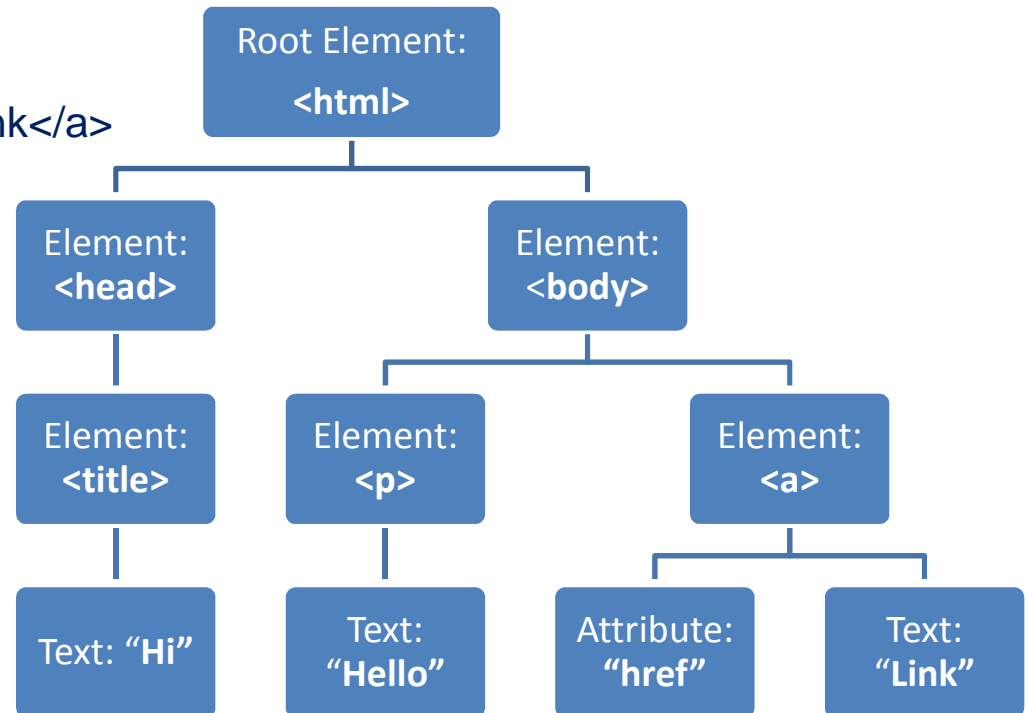 Root Element:
<html>
nk</a>
Element:
<head>
Element:
<body>
Element:
<title>
Element:
<p>
Element:
<a>
Text: “Hi”
Text:
“Hello”
Attribute:
“href”
Text:
“Link”